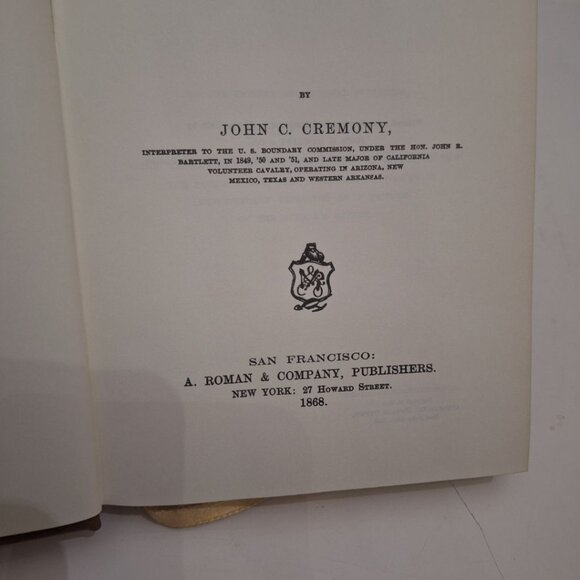 BY
JOHN C. CREMONY,
INTERPRETER TO THE U. S. BOUNDARY COMMISSION, UNDER THE HON. JOHN R.
BARTLETT, IN 1849, '50 AND '51, AND LATE MAJOR OF CALIFORNIA
VOLUNTEER CAVALRY, OPERATING IN ARIZONA, NEW
MEXICO, TEXAS AND WESTERN ARKANSAS.
SAN FRANCISCO:
A. ROMAN & COMPANY, PUBLISHERS.
NEW YORK: 27 HOWARD STREET.
1868.